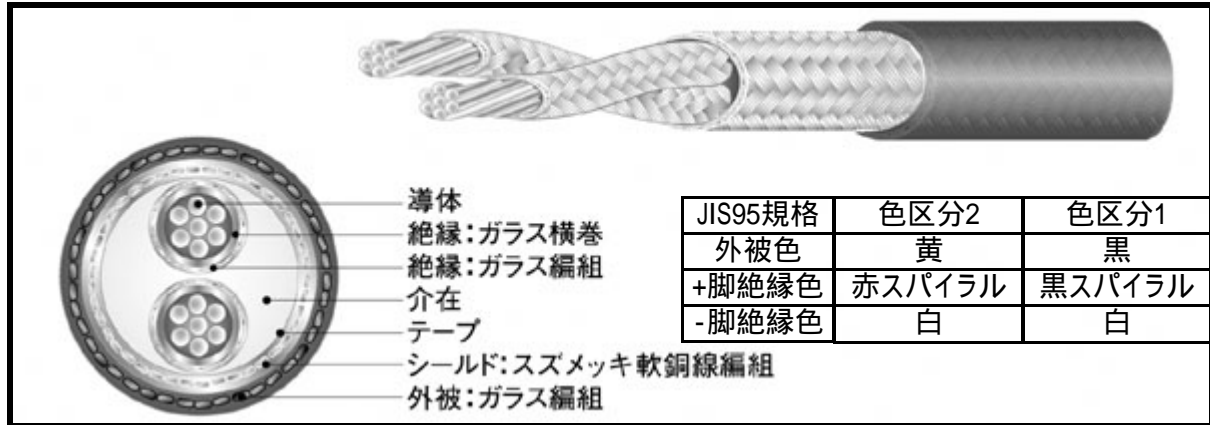 導体
絶縁：ガラス横巻
絶縁：ガラス編組
介在
テープ
シールド：スズメッキ軟銅線編組
外被：ガラス編組
JIS95規格 色区分2 色区分1
外被色 黄 黒
+脚絶縁色 赤スパイラル 黒スパイラル
-脚絶縁色 白 白